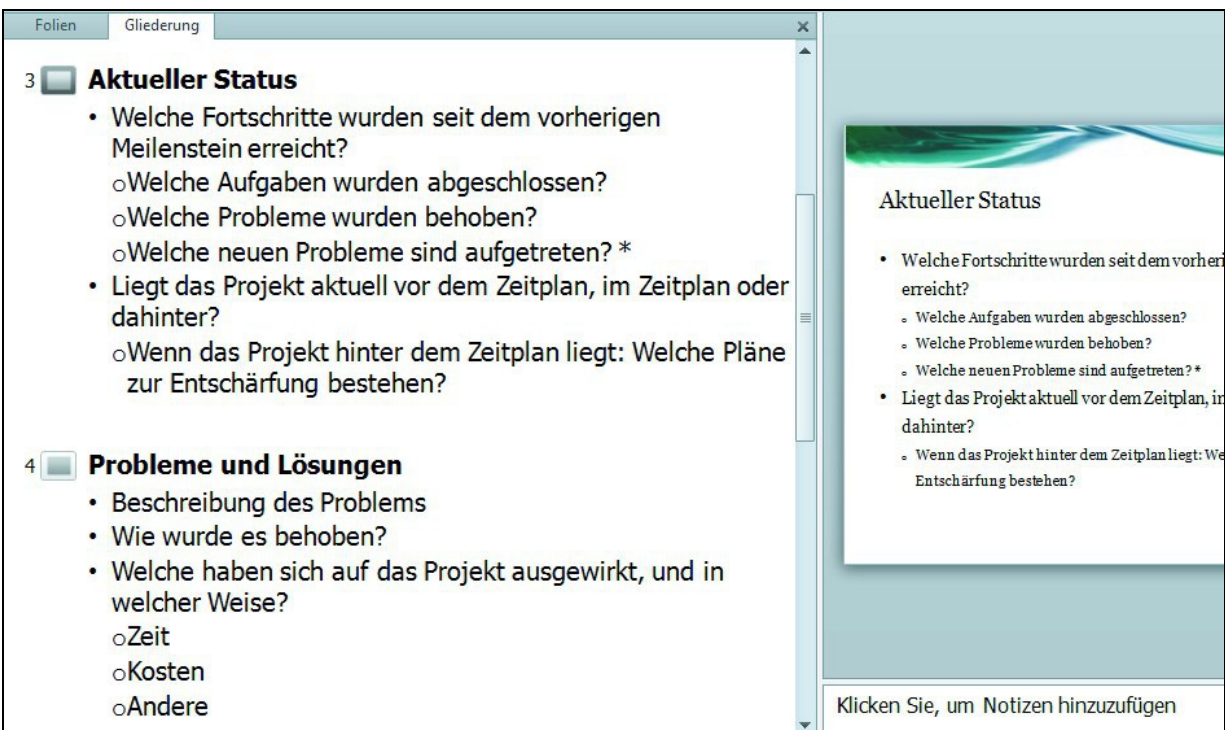 Folien Gliederung
3 Aktueller Status
• Welche Fortschritte wurden seit dem vorherigen
Meilenstein erreicht?
oWelche Aufgaben wurden abgeschlossen?
oWelche Probleme wurden behoben?
oWelche neuen Probleme sind aufgetreten? *
• Liegt das Projekt aktuell vor dem Zeitplan, im Zeitplan oder
dahinter?
oWenn das Projekt hinter dem Zeitplan liegt: Welche Pläne
zur Entschärfung bestehen?
4 Probleme und Lösungen
• Beschreibung des Problems
• Wie wurde es behoben?
• Welche haben sich auf das Projekt ausgewirkt, und in
welcher Weise?
oZeit
oKosten
oAndere
Aktueller Status
• Welche Fortschritte wurden seit dem vorheri
erreicht?
o Welche Aufgaben wurden abgeschlossen?
o Welche Probleme wurden behoben?
o Welche neuen Probleme sind aufgetreten? *
• Liegt das Projekt aktuell vor dem Zeitplan, in
dahinter?
o Wenn das Projekt hinter dem Zeitplan liegt: We
Entschärfung bestehen?
Klicken Sie, um Notizen hinzuzufügen